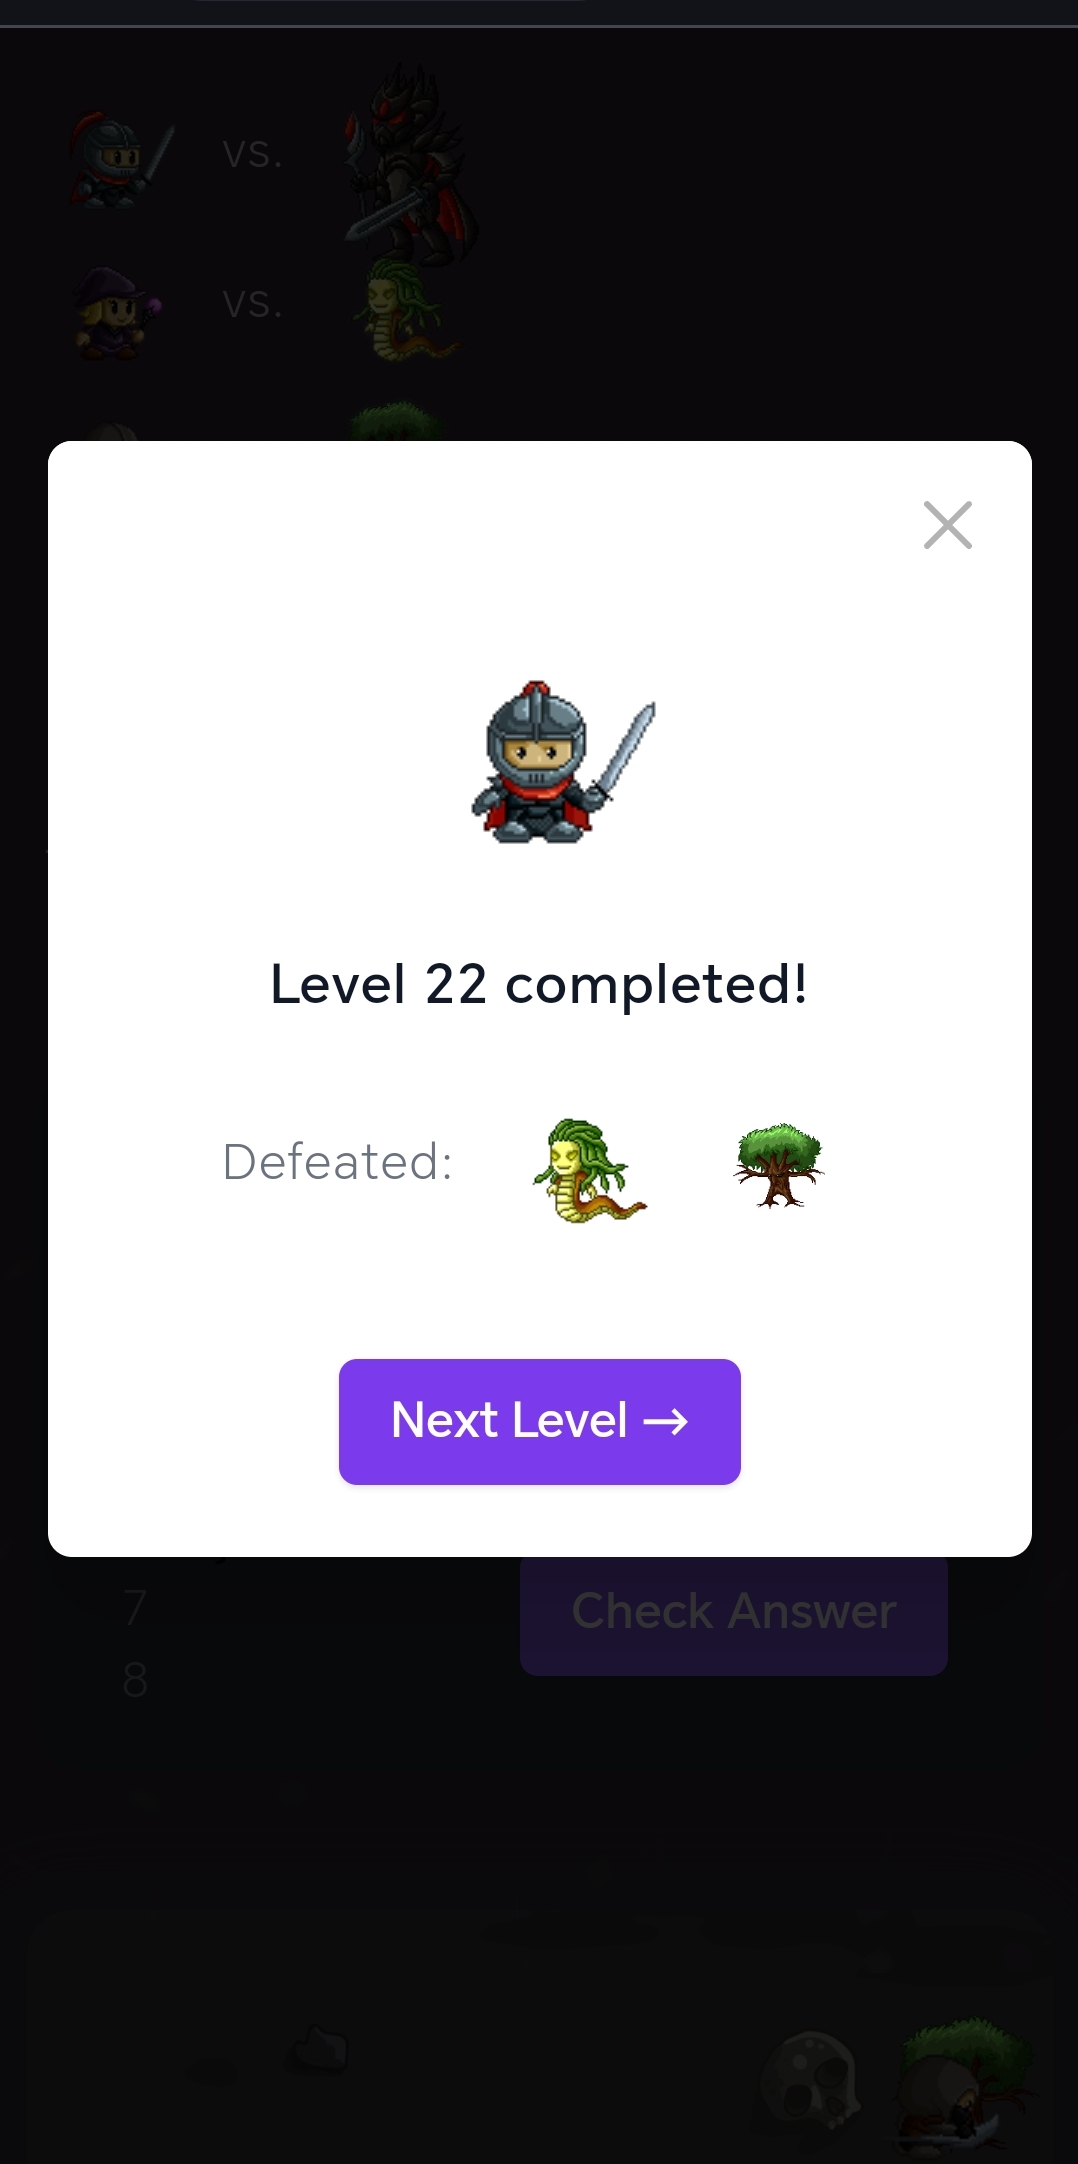 vs.
vs.
Level 22 completed!
Defeated:
Next Level →
7
Check Answer
8